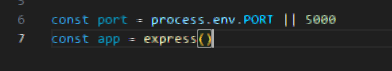 6 const port = process.env.PORT || 5000
7 const app = express()